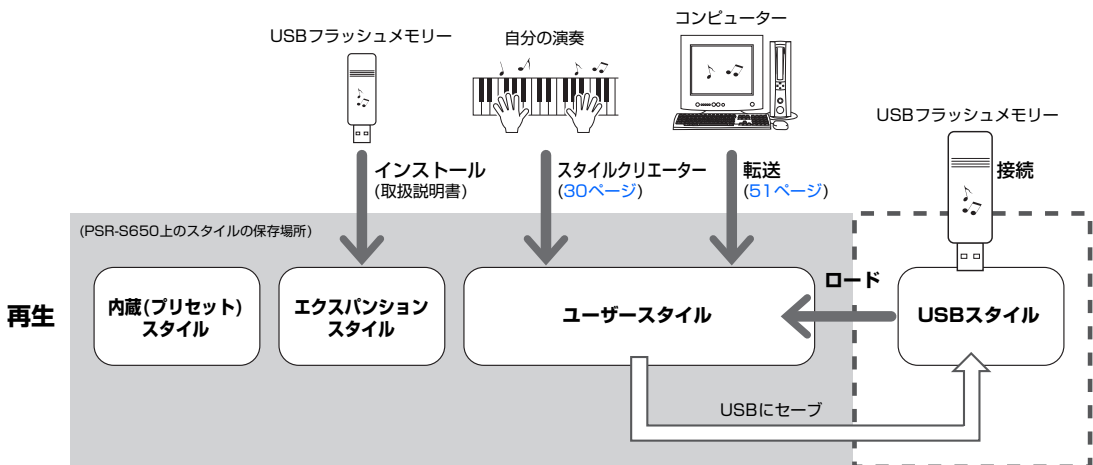 コンピューター
USBフラッシュメモリー
自分の演奏
USBフラッシュメモリー
インストール
(取扱説明書)
スタイルクリエーター
(30ページ)
転送
(51ページ)
接続
(PSR-S650上のスタイルの保存場所)
再生
内蔵(プリセット)
スタイル
エクスパンション
スタイル
ユーザースタイル
ロード
USBスタイル
USBにセーブ